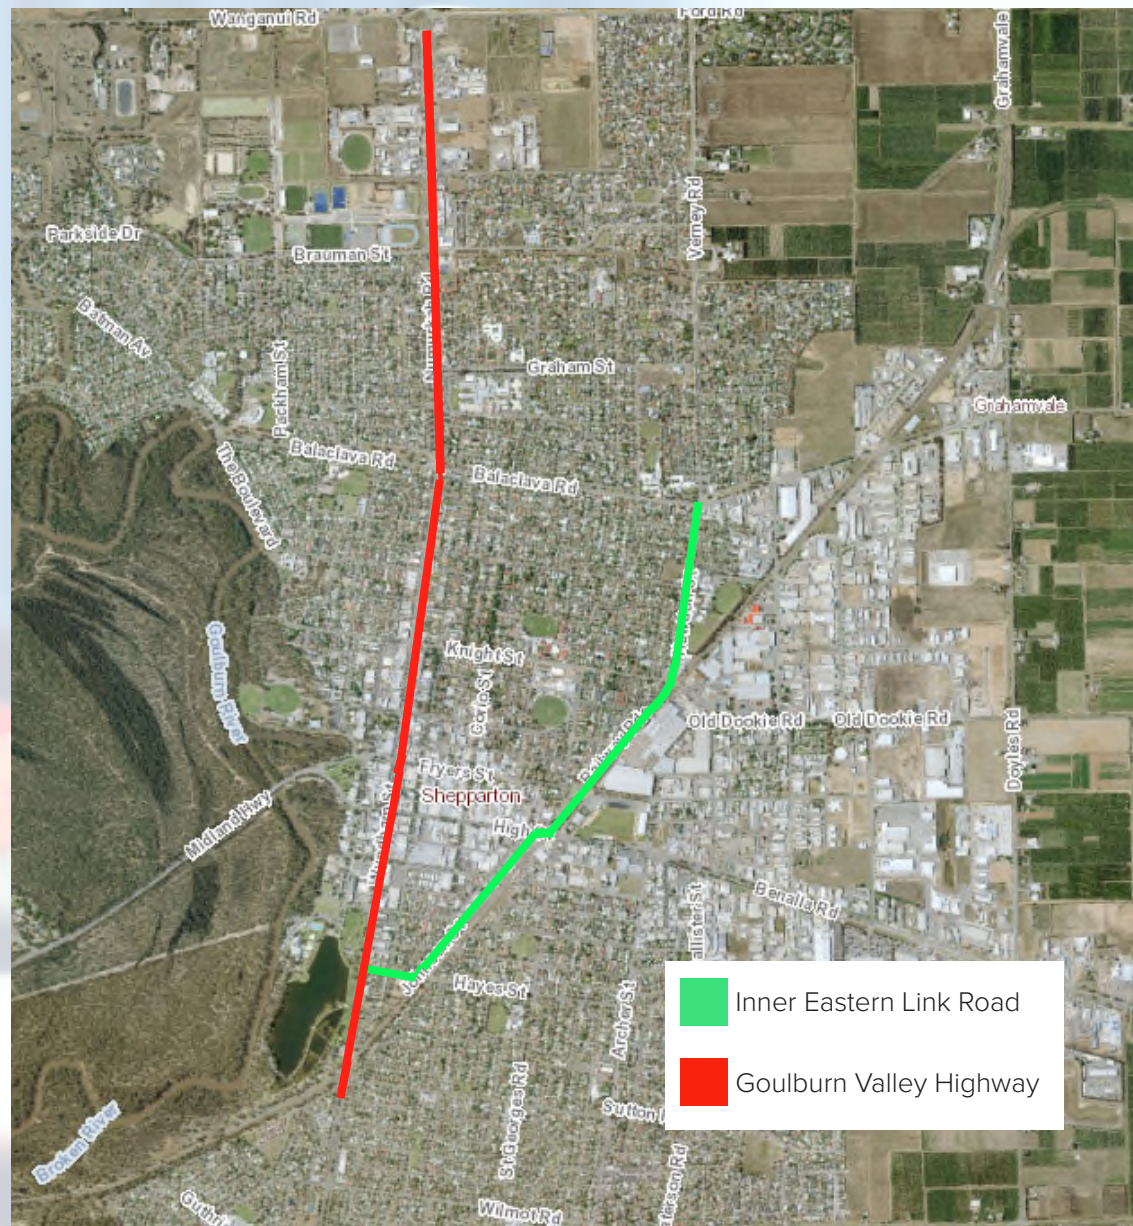 Wanganui Rd
Ford Rd
Grahamvale
Verney Rd
Parkside Dr
Brauman St
Batman Av
Packham St
Graham St
Grahamvale
Balaclava Rd
Balaclava Rd
The Boulevard
Goulburn River
Knight St
Corio St
Old Dookie Rd
Old Dookie Rd
Doyles Rd
Fryers St
Shepparton
Midland Hwy
High
Benalla Rd
Hayes St
Archer St
Inner Eastern Link Road
Goulburn Valley Highway
St Georges Rd
Sutton
Broken River
Wilmot Rd